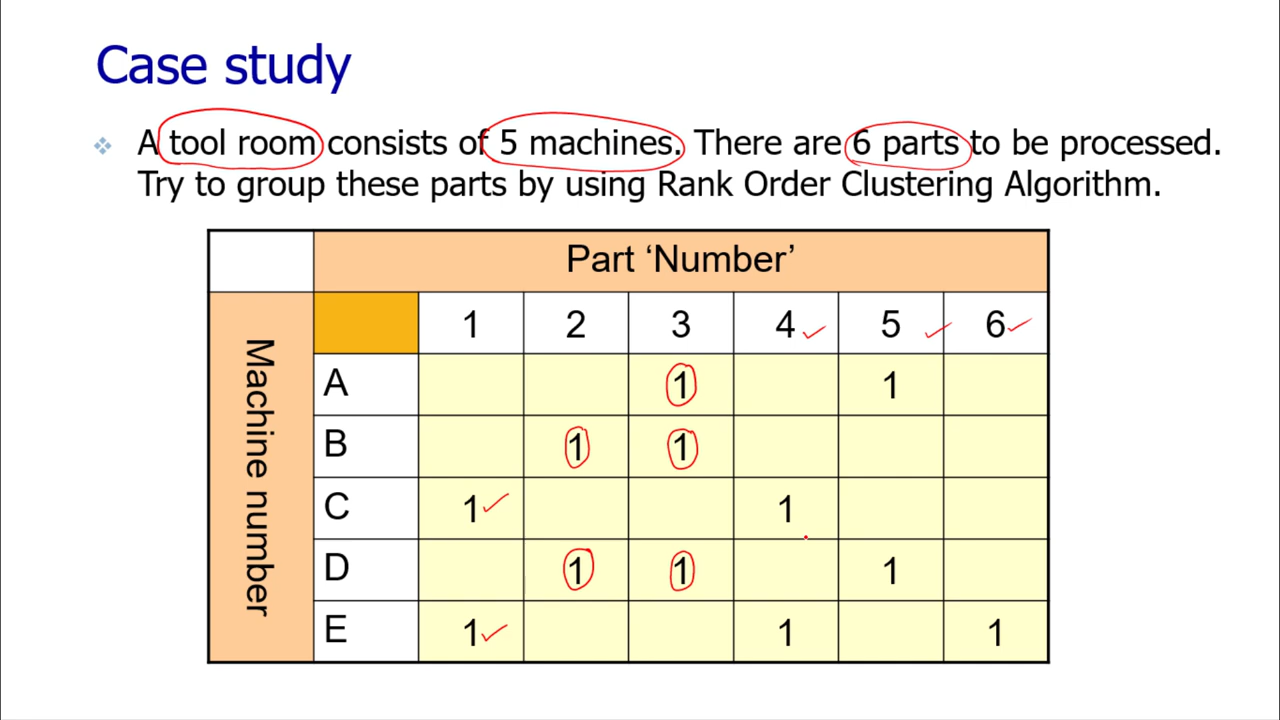 Case study
A tool room consists of 5 machines. There are 6 parts to be processed.
Try to group these parts by using Rank Order Clustering Algorithm.
Part ‘Number’
Machine number
1 2 3 4 5 6
A 1 1
B 1 1
C 1 1
D 1 1 1
E 1 1 1